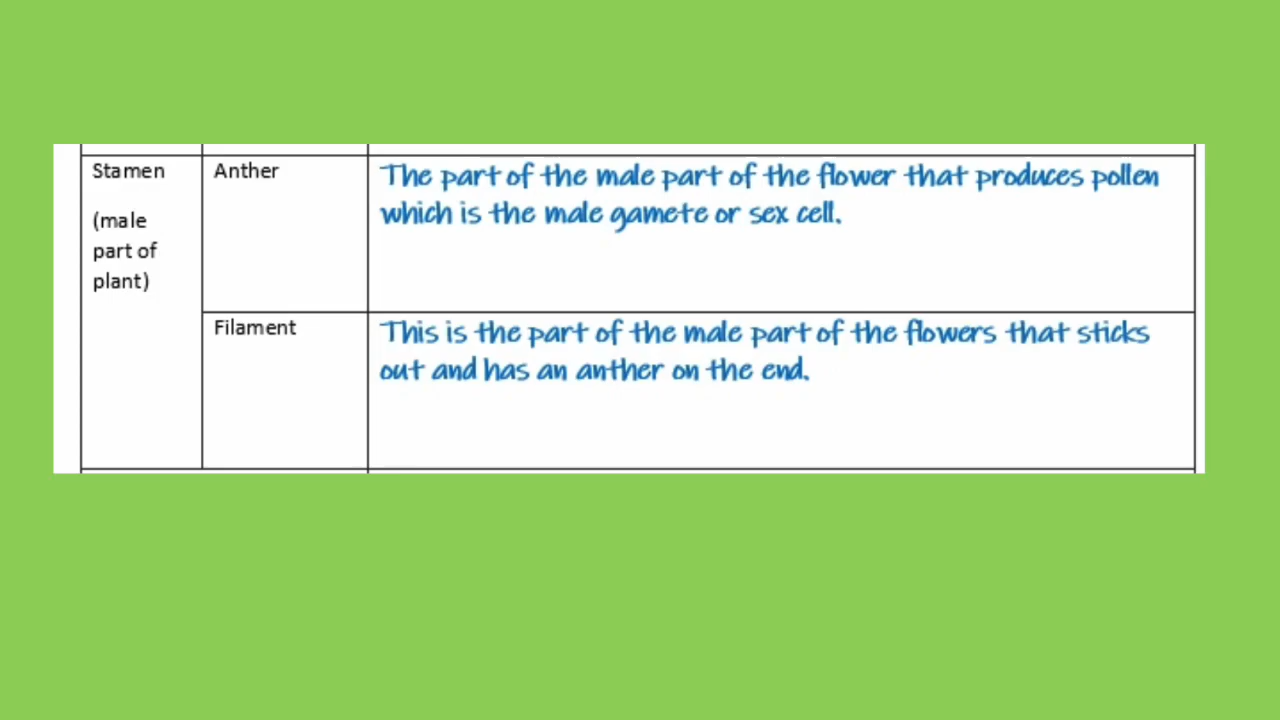 Stamen
(male
part of
plant)
Anther
The part of the male part of the flower that produces pollen
which is the male gamete or sex cell.
Filament
This is the part of the male part of the flowers that sticks
out and has an anther on the end.